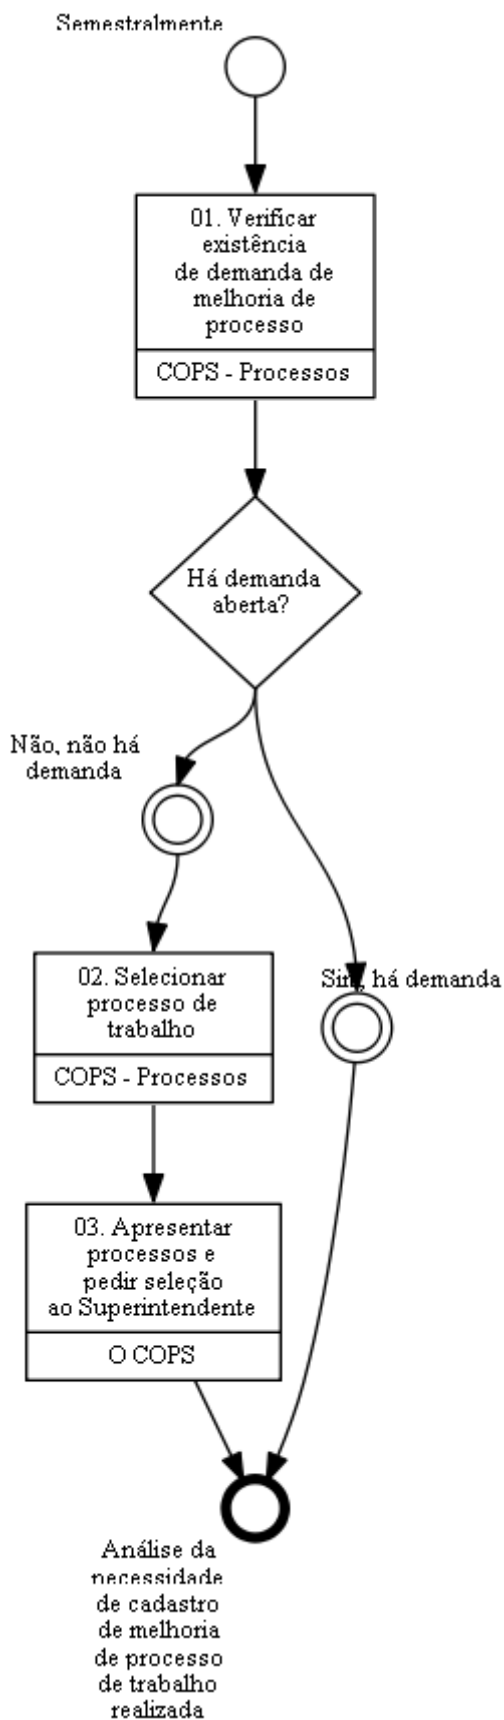 Semestralmente
01. Verificar
existência
de demanda de
melhoria de
processo
COPS - Processos
Há demanda
aberta?
Não, não há
demanda
02. Selecionar
processo de
trabalho
COPS - Processos
Sim, há demanda
03. Apresentar
processos e
pedir seleção
ao Superintendente
O COPS
Análise da
necessidade
de cadastro
de melhoria
de processo
de trabalho
realizada